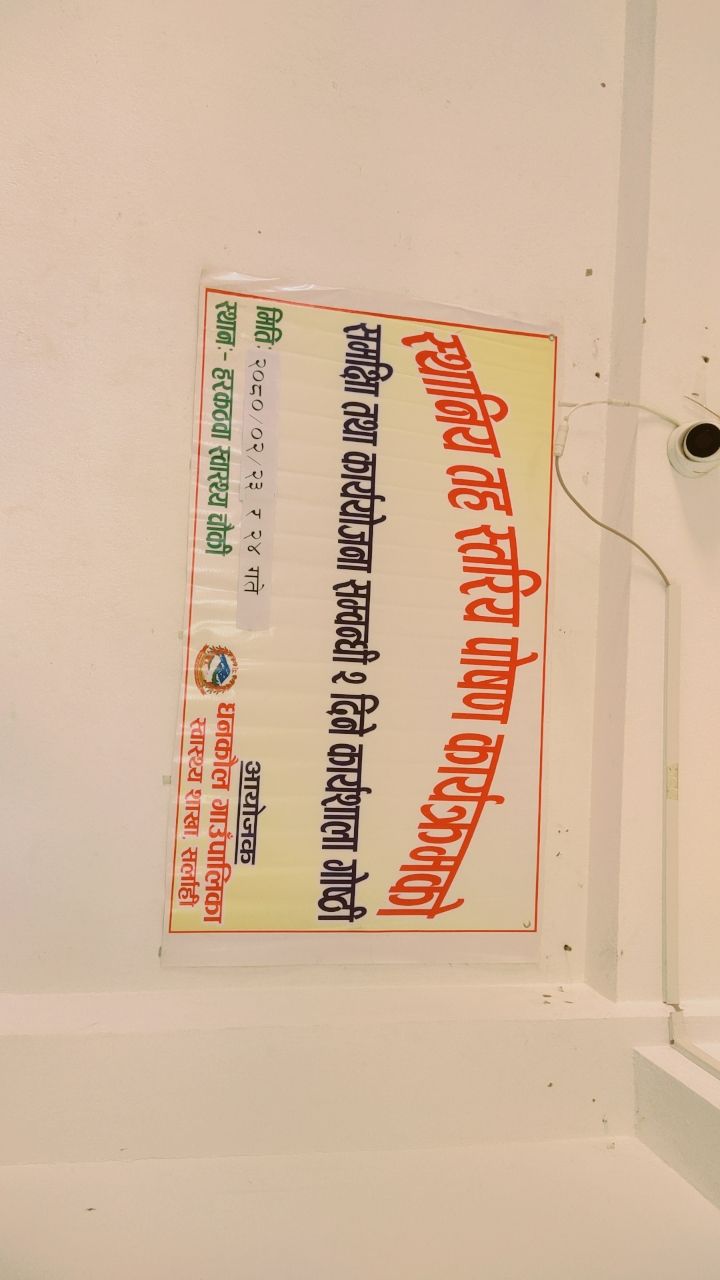 स्थानिय तह स्तरिय पोषण कार्यक्रमको
समिक्षा तथा कार्ययोजना सम्बन्धी २ दिने कार्यशाला गोष्ठी
मिति: २०८०/०२/२३ र २४ गते
स्थान:- हरकठवा स्वास्थ्य चौकी
आयोजक
धनकौल गाउँपालिका
स्वास्थ्य शाखा, सर्लाही